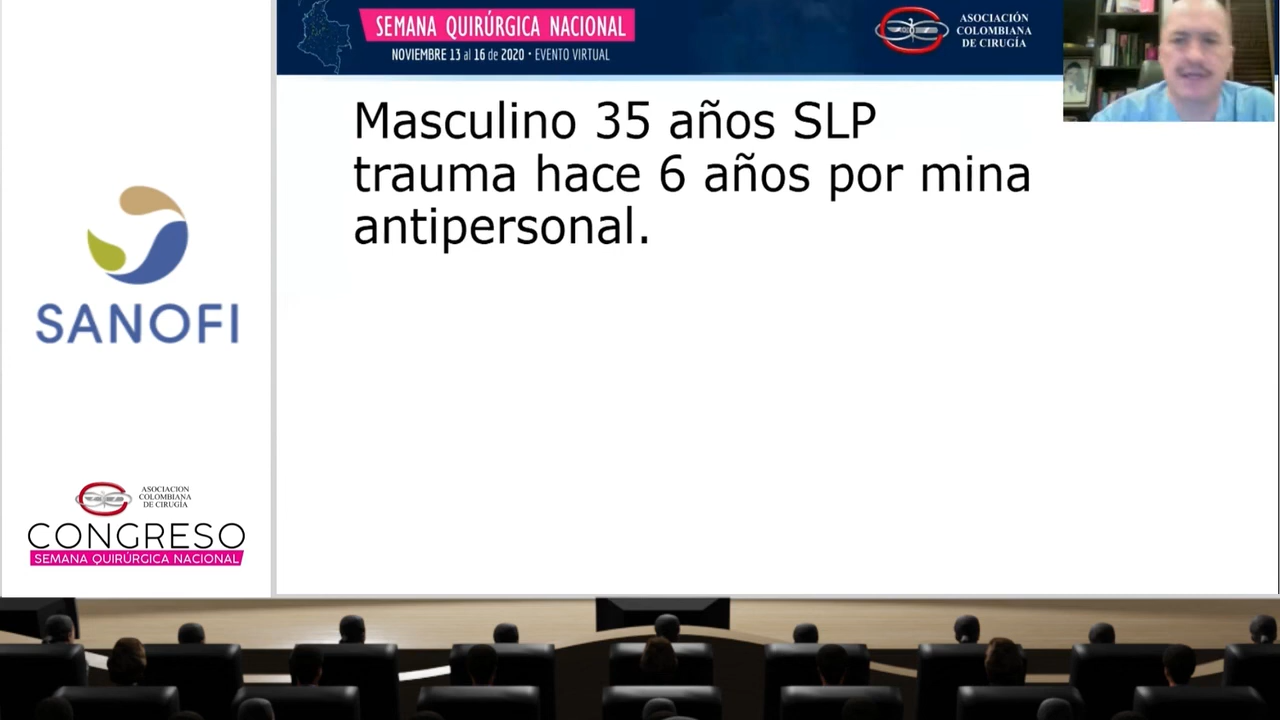 SEMANA QUIRÚRGICA NACIONAL
NOVIEMBRE 13 al 16 de 2020 • EVENTO VIRTUAL
ASOCIACIÓN
COLOMBIANA
DE CIRUGÍA
Masculino 35 años SLP
trauma hace 6 años por mina
antipersonal.
SANOFI
ASOCIACION
COLOMBIANA
DE CIRUGÍA
CONGRESO
SEMANA QUIRÚRGICA NACIONAL